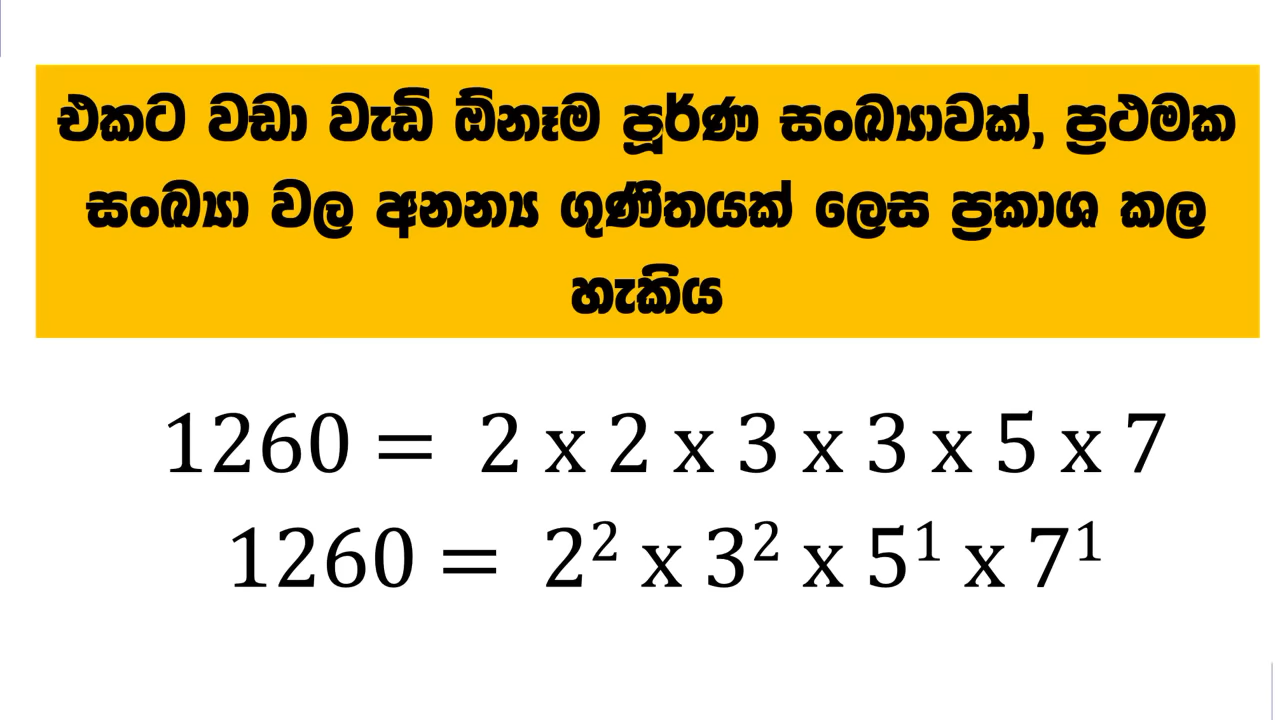 එකට වඩා වැඩි ඕනෑම පූර්ණ සංඛ්‍යාවක්, ප්‍රථමක
සංඛ්‍යා වල අනන්‍ය ගුණිතයක් ලෙස ප්‍රකාශ කල
හැකිය
1260 = 2 x 2 x 3 x 3 x 5 x 7
1260 = 2² x 3² x 5¹ x 7¹